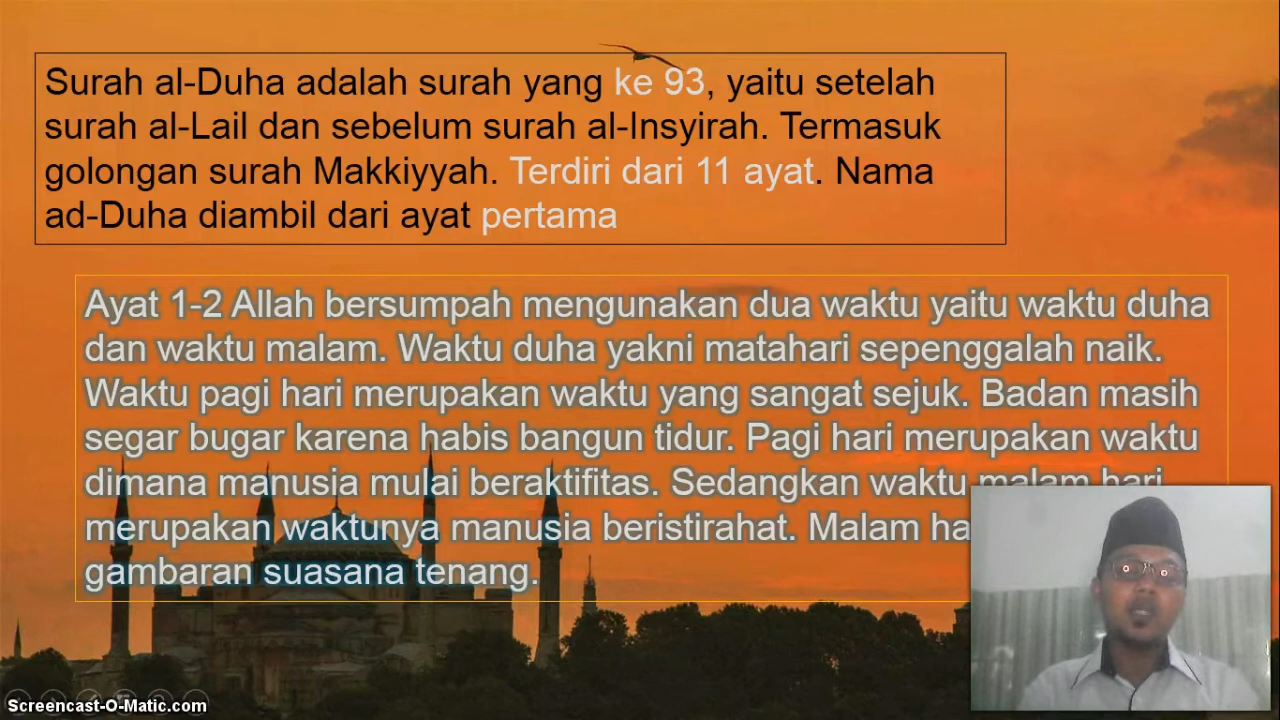 Surah al-Duha adalah surah yang ke 93, yaitu setelah
surah al-Lail dan sebelum surah al-Insyirah. Termasuk
golongan surah Makkiyyah. Terdiri dari 11 ayat. Nama
ad-Duha diambil dari ayat pertama
Ayat 1-2 Allah bersumpah mengunakan dua waktu yaitu waktu duha
dan waktu malam. Waktu duha yakni matahari sepenggalah naik.
Waktu pagi hari merupakan waktu yang sangat sejuk. Badan masih
segar bugar karena habis bangun tidur. Pagi hari merupakan waktu
dimana manusia mulai beraktifitas. Sedangkan waktu malam hari
merupakan waktunya manusia beristirahat. Malam
gambaran suasana tenang.
Screencast-O-Matic.com